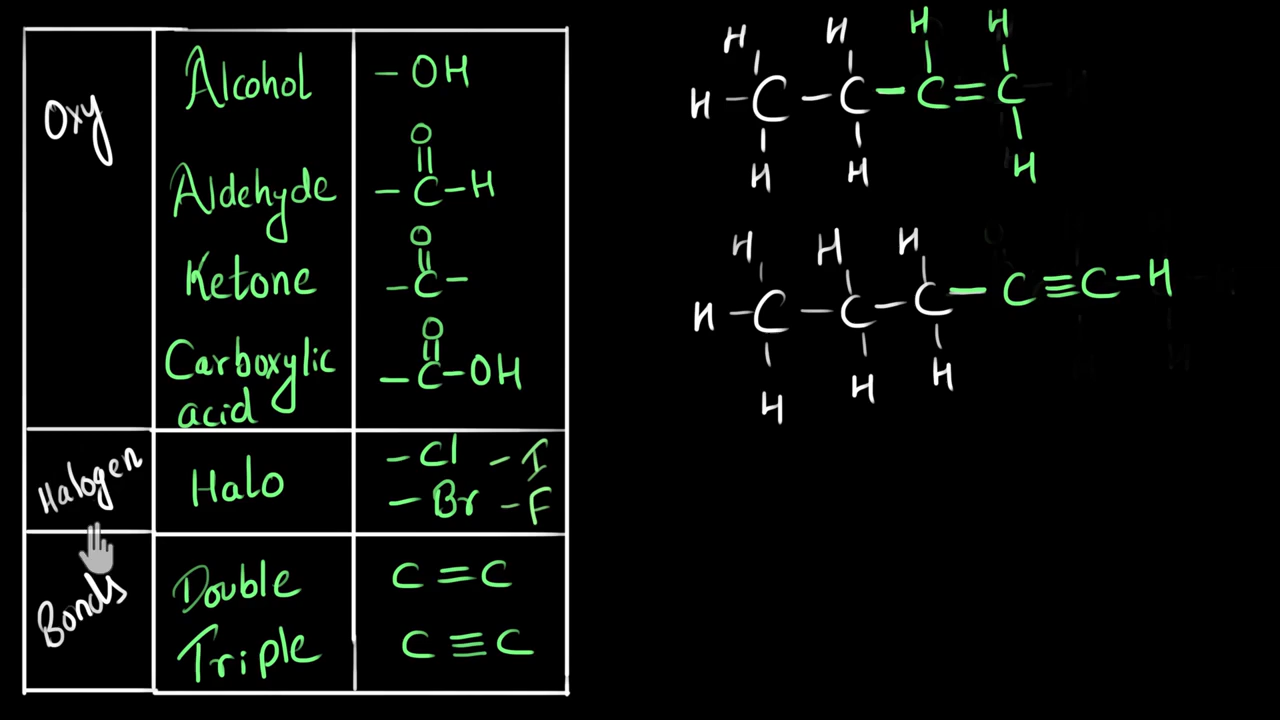 Oxy
Alcohol
– OH
Aldehyde
O
||
– C – H
Ketone
O
||
– C –
Carboxylic
acid
O
||
– C – OH
Halogen
Halo
– Cl – I
– Br – F
Bonds
Double
C = C
Triple
C ≡ C
H H H H
H – C – C – C = C
H H H
H H H
H – C – C – C – C ≡ C – H
H H H